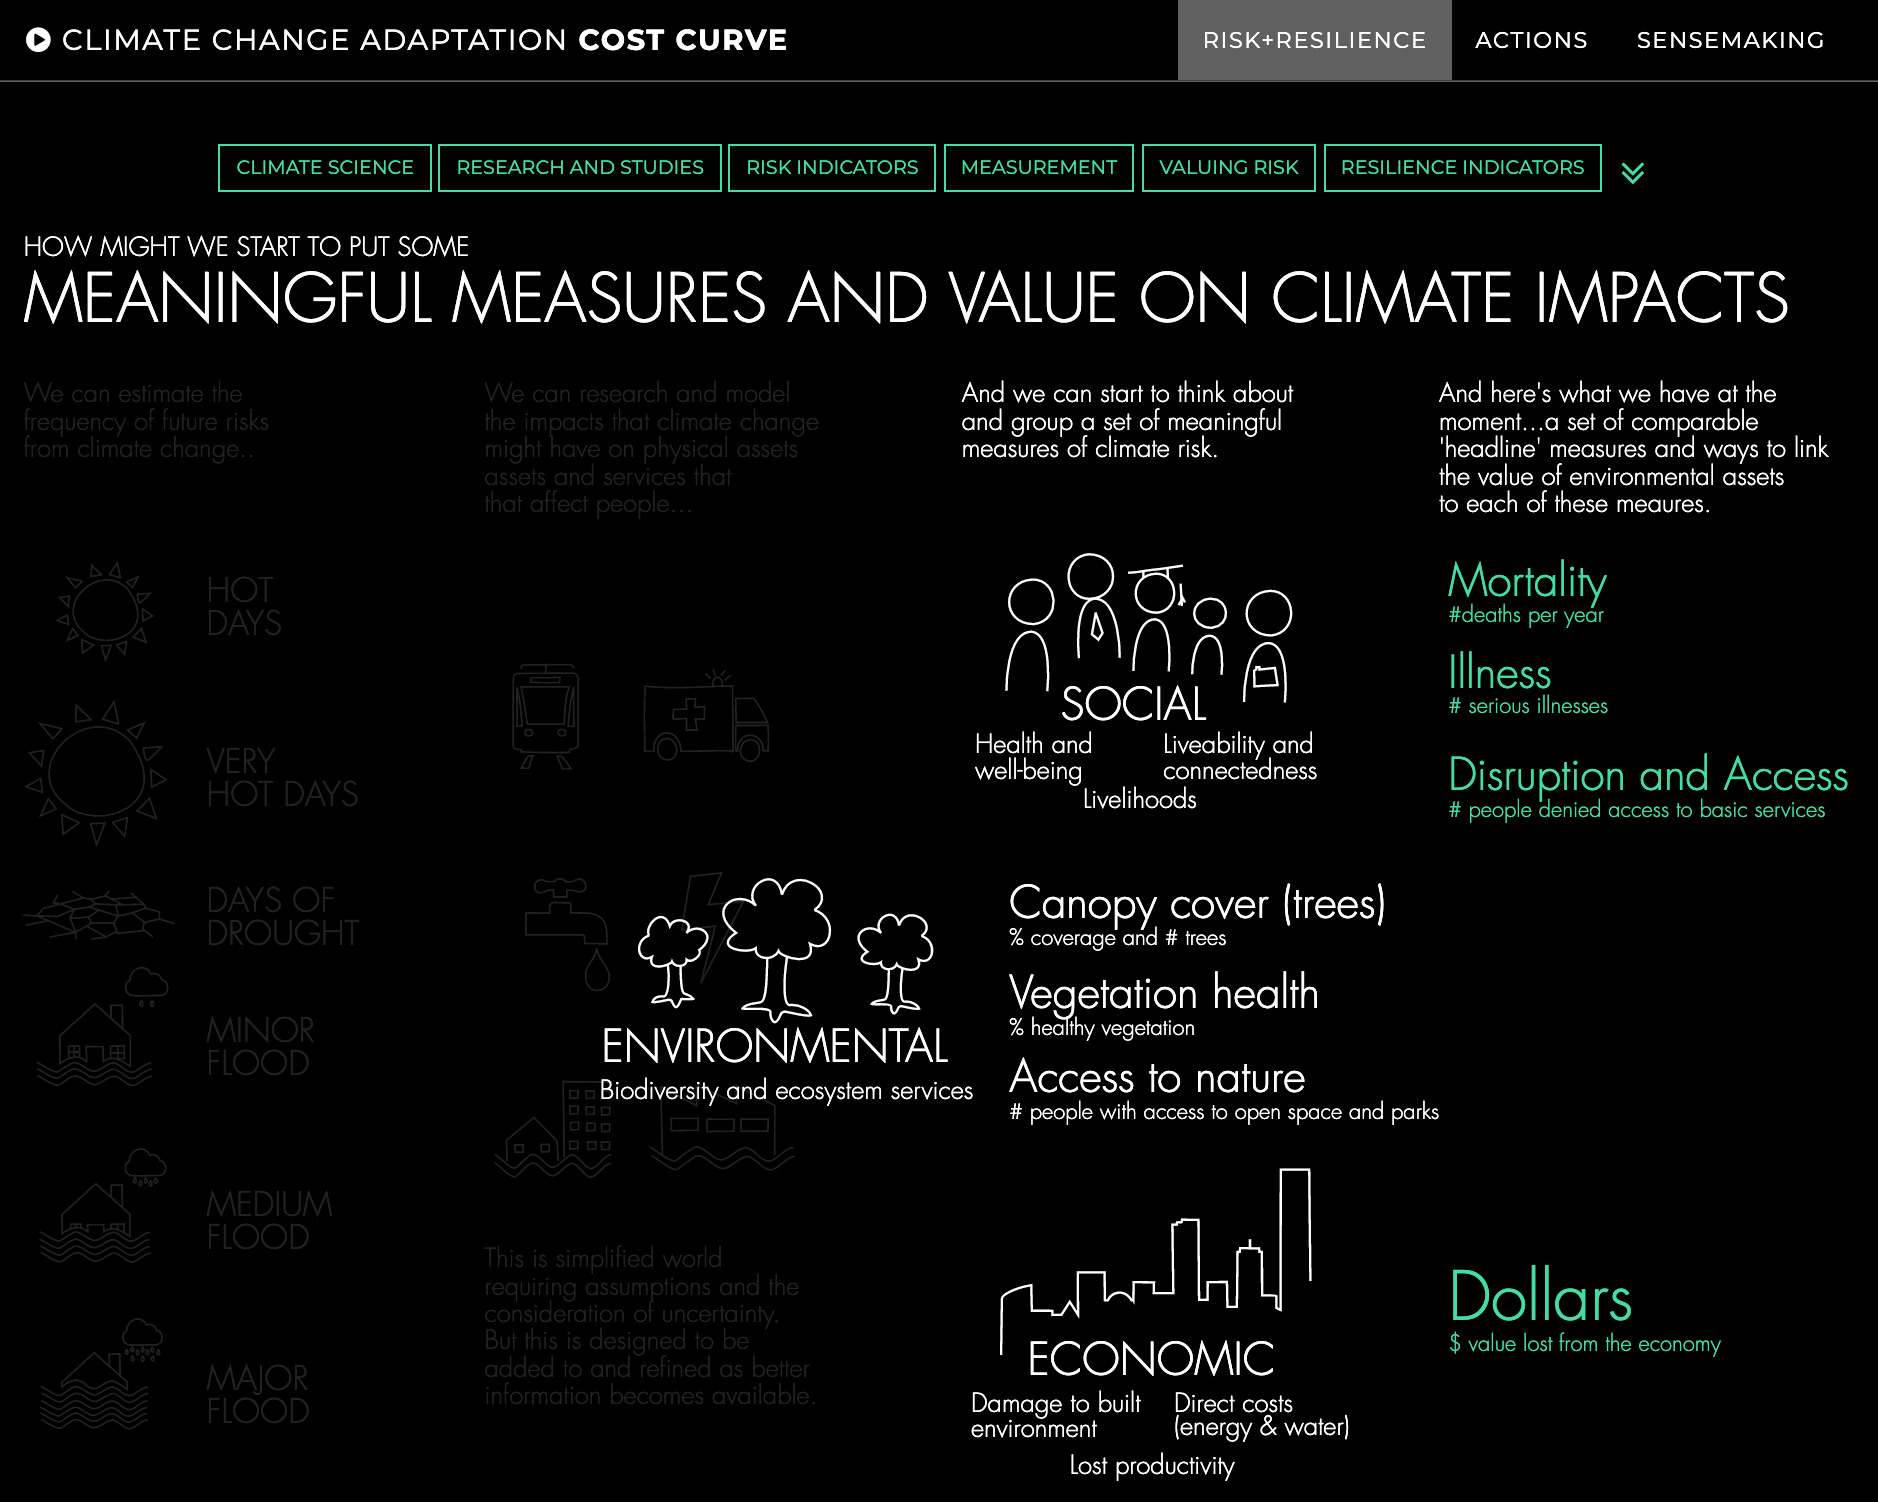 CLIMATE CHANGE ADAPTATION COST CURVE
RISK+RESILIENCE
ACTIONS
SENSEMAKING
CLIMATE SCIENCE
RESEARCH AND STUDIES
RISK INDICATORS
MEASUREMENT
VALUING RISK
RESILIENCE INDICATORS
HOW MIGHT WE START TO PUT SOME
MEANINGFUL MEASURES AND VALUE ON CLIMATE IMPACTS
We can estimate the
frequency of future risks
from climate change..
HOT
DAYS
VERY
HOT DAYS
DAYS OF
DROUGHT
MINOR
FLOOD
MEDIUM
FLOOD
MAJOR
FLOOD
We can research and model
the impacts that climate change
might have on physical assets
assets and services that
that affect people...
This is simplified world
requiring assumptions and the
consideration of uncertainty.
But this is designed to be
added to and refined as better
information becomes available.
And we can start to think about
and group a set of meaningful
measures of climate risk.
SOCIAL
Health and
well-being
Liveability and
connectedness
Livelihoods
ENVIRONMENTAL
Biodiversity and ecosystem services
Canopy cover (trees)
% coverage and # trees
Vegetation health
% healthy vegetation
Access to nature
# people with access to open space and parks
ECONOMIC
Damage to built
environment
Direct costs
(energy & water)
Lost productivity
And here's what we have at the
moment...a set of comparable
'headline' measures and ways to link
the value of environmental assets
to each of these meaures.
Mortality
#deaths per year
Illness
# serious illnesses
Disruption and Access
# people denied access to basic services
Dollars
$ value lost from the economy